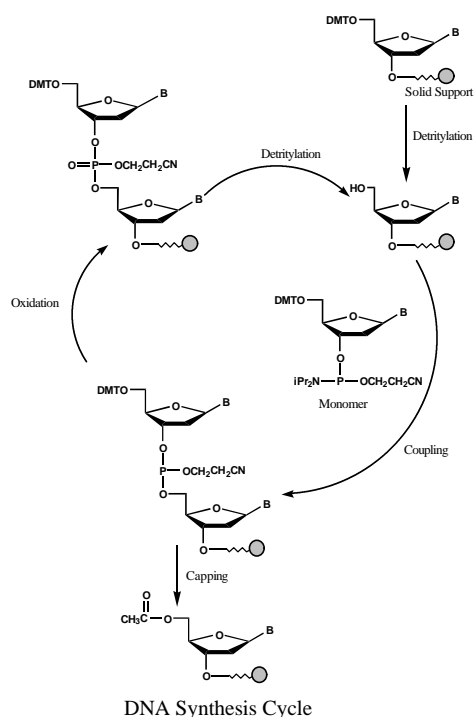 DMTO
O
B
O
Solid Support
Detritylation
DMTO
O
B
O
O=P-OCH2CH2CN
O
O
B
O
Detritylation
HO
O
B
O
Oxidation
DMTO
O
B
O
iPr2N-P-OCH2CH2CN
Monomer
Coupling
DMTO
O
B
O
P-OCH2CH2CN
O
O
B
O
Capping
O
CH3C-O
O
B
O
DNA Synthesis Cycle